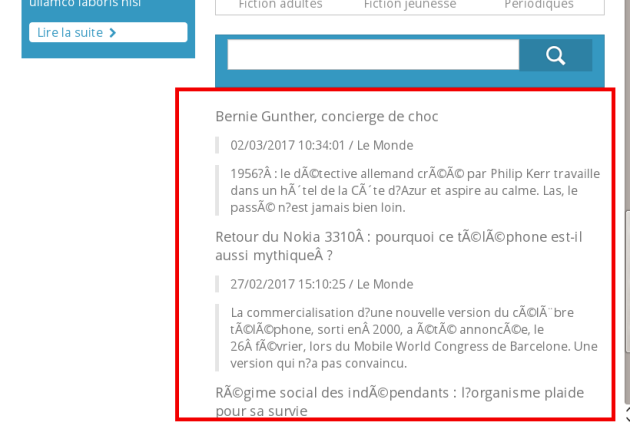 ullamco laboris nisi
Lire la suite
Fiction adultes Fiction jeunesse Périodiques
Bernie Gunther, concierge de choc
02/03/2017 10:34:01 / Le Monde
1956?Â : le dÃ©tective allemand crÃ©Ã© par Philip Kerr travaille
dans un hÃ´tel de la CÃ´te d?Azur et aspire au calme. Las, le
passÃ© n?est jamais bien loin.
Retour du Nokia 3310Â : pourquoi ce tÃ©lÃ©phone est-il
aussi mythiqueÂ ?
27/02/2017 15:10:25 / Le Monde
La commercialisation d?une nouvelle version du cÃ©lÃ¨bre
tÃ©lÃ©phone, sorti enÂ 2000, a Ã©tÃ© annoncÃ©e, le
26Â fÃ©vrier, lors du Mobile World Congress de Barcelone. Une
version qui n?a pas convaincu.
RÃ©gime social des indÃ©pendants : l?organisme plaide
pour sa survie